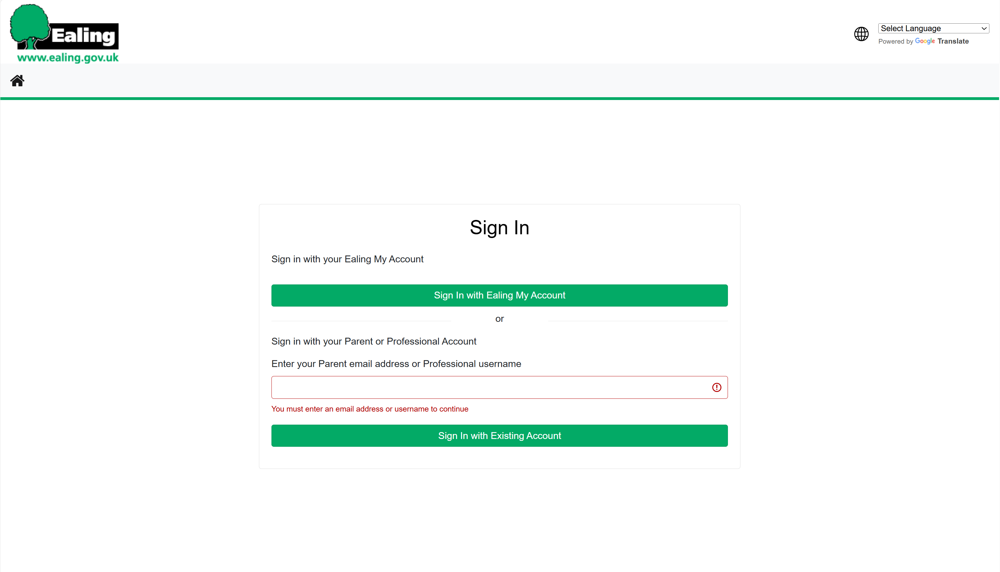 Ealing
www.ealing.gov.uk
Select Language
Powered by Google Translate
Sign In
Sign in with your Ealing My Account
Sign In with Ealing My Account
or
Sign in with your Parent or Professional Account
Enter your Parent email address or Professional username
You must enter an email address or username to continue
Sign In with Existing Account